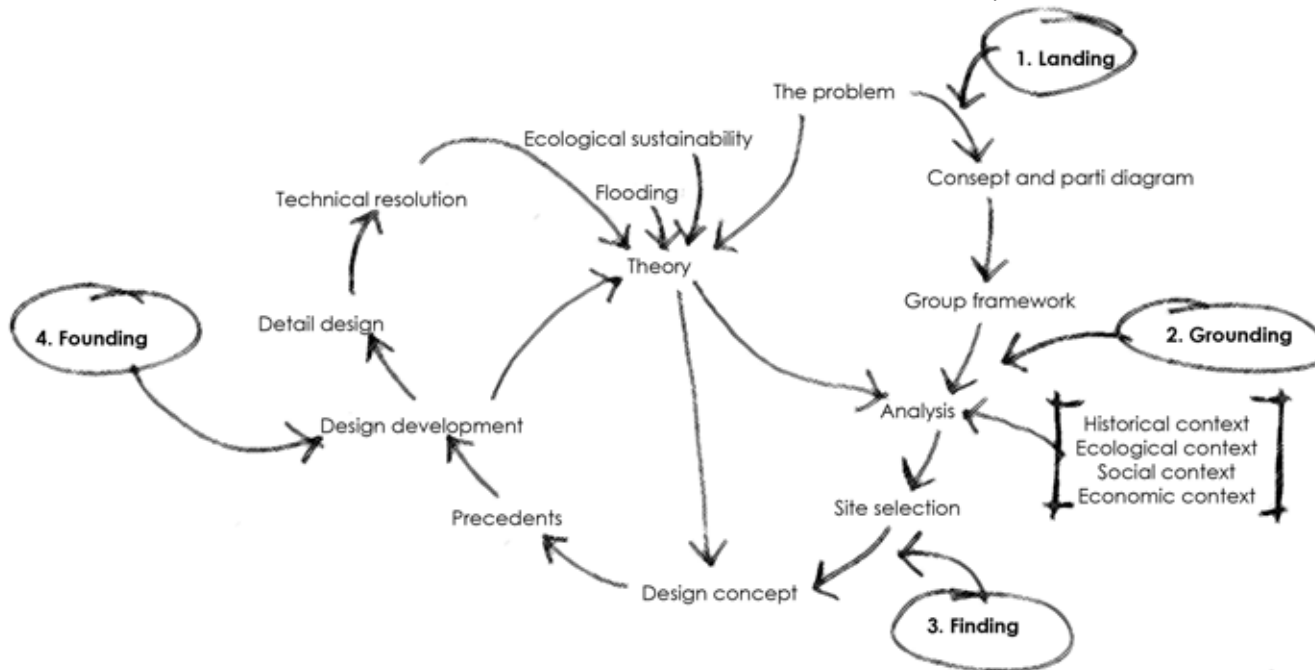 1. Landing
The problem
Ecological sustainability
Consept and parti diagram
Flooding
Technical resolution
Theory
Group framework
4. Founding
Detail design
2. Grounding
Analysis
Design development
Historical context
Ecological context
Social context
Economic context
Site selection
Precedents
Design concept
3. Finding